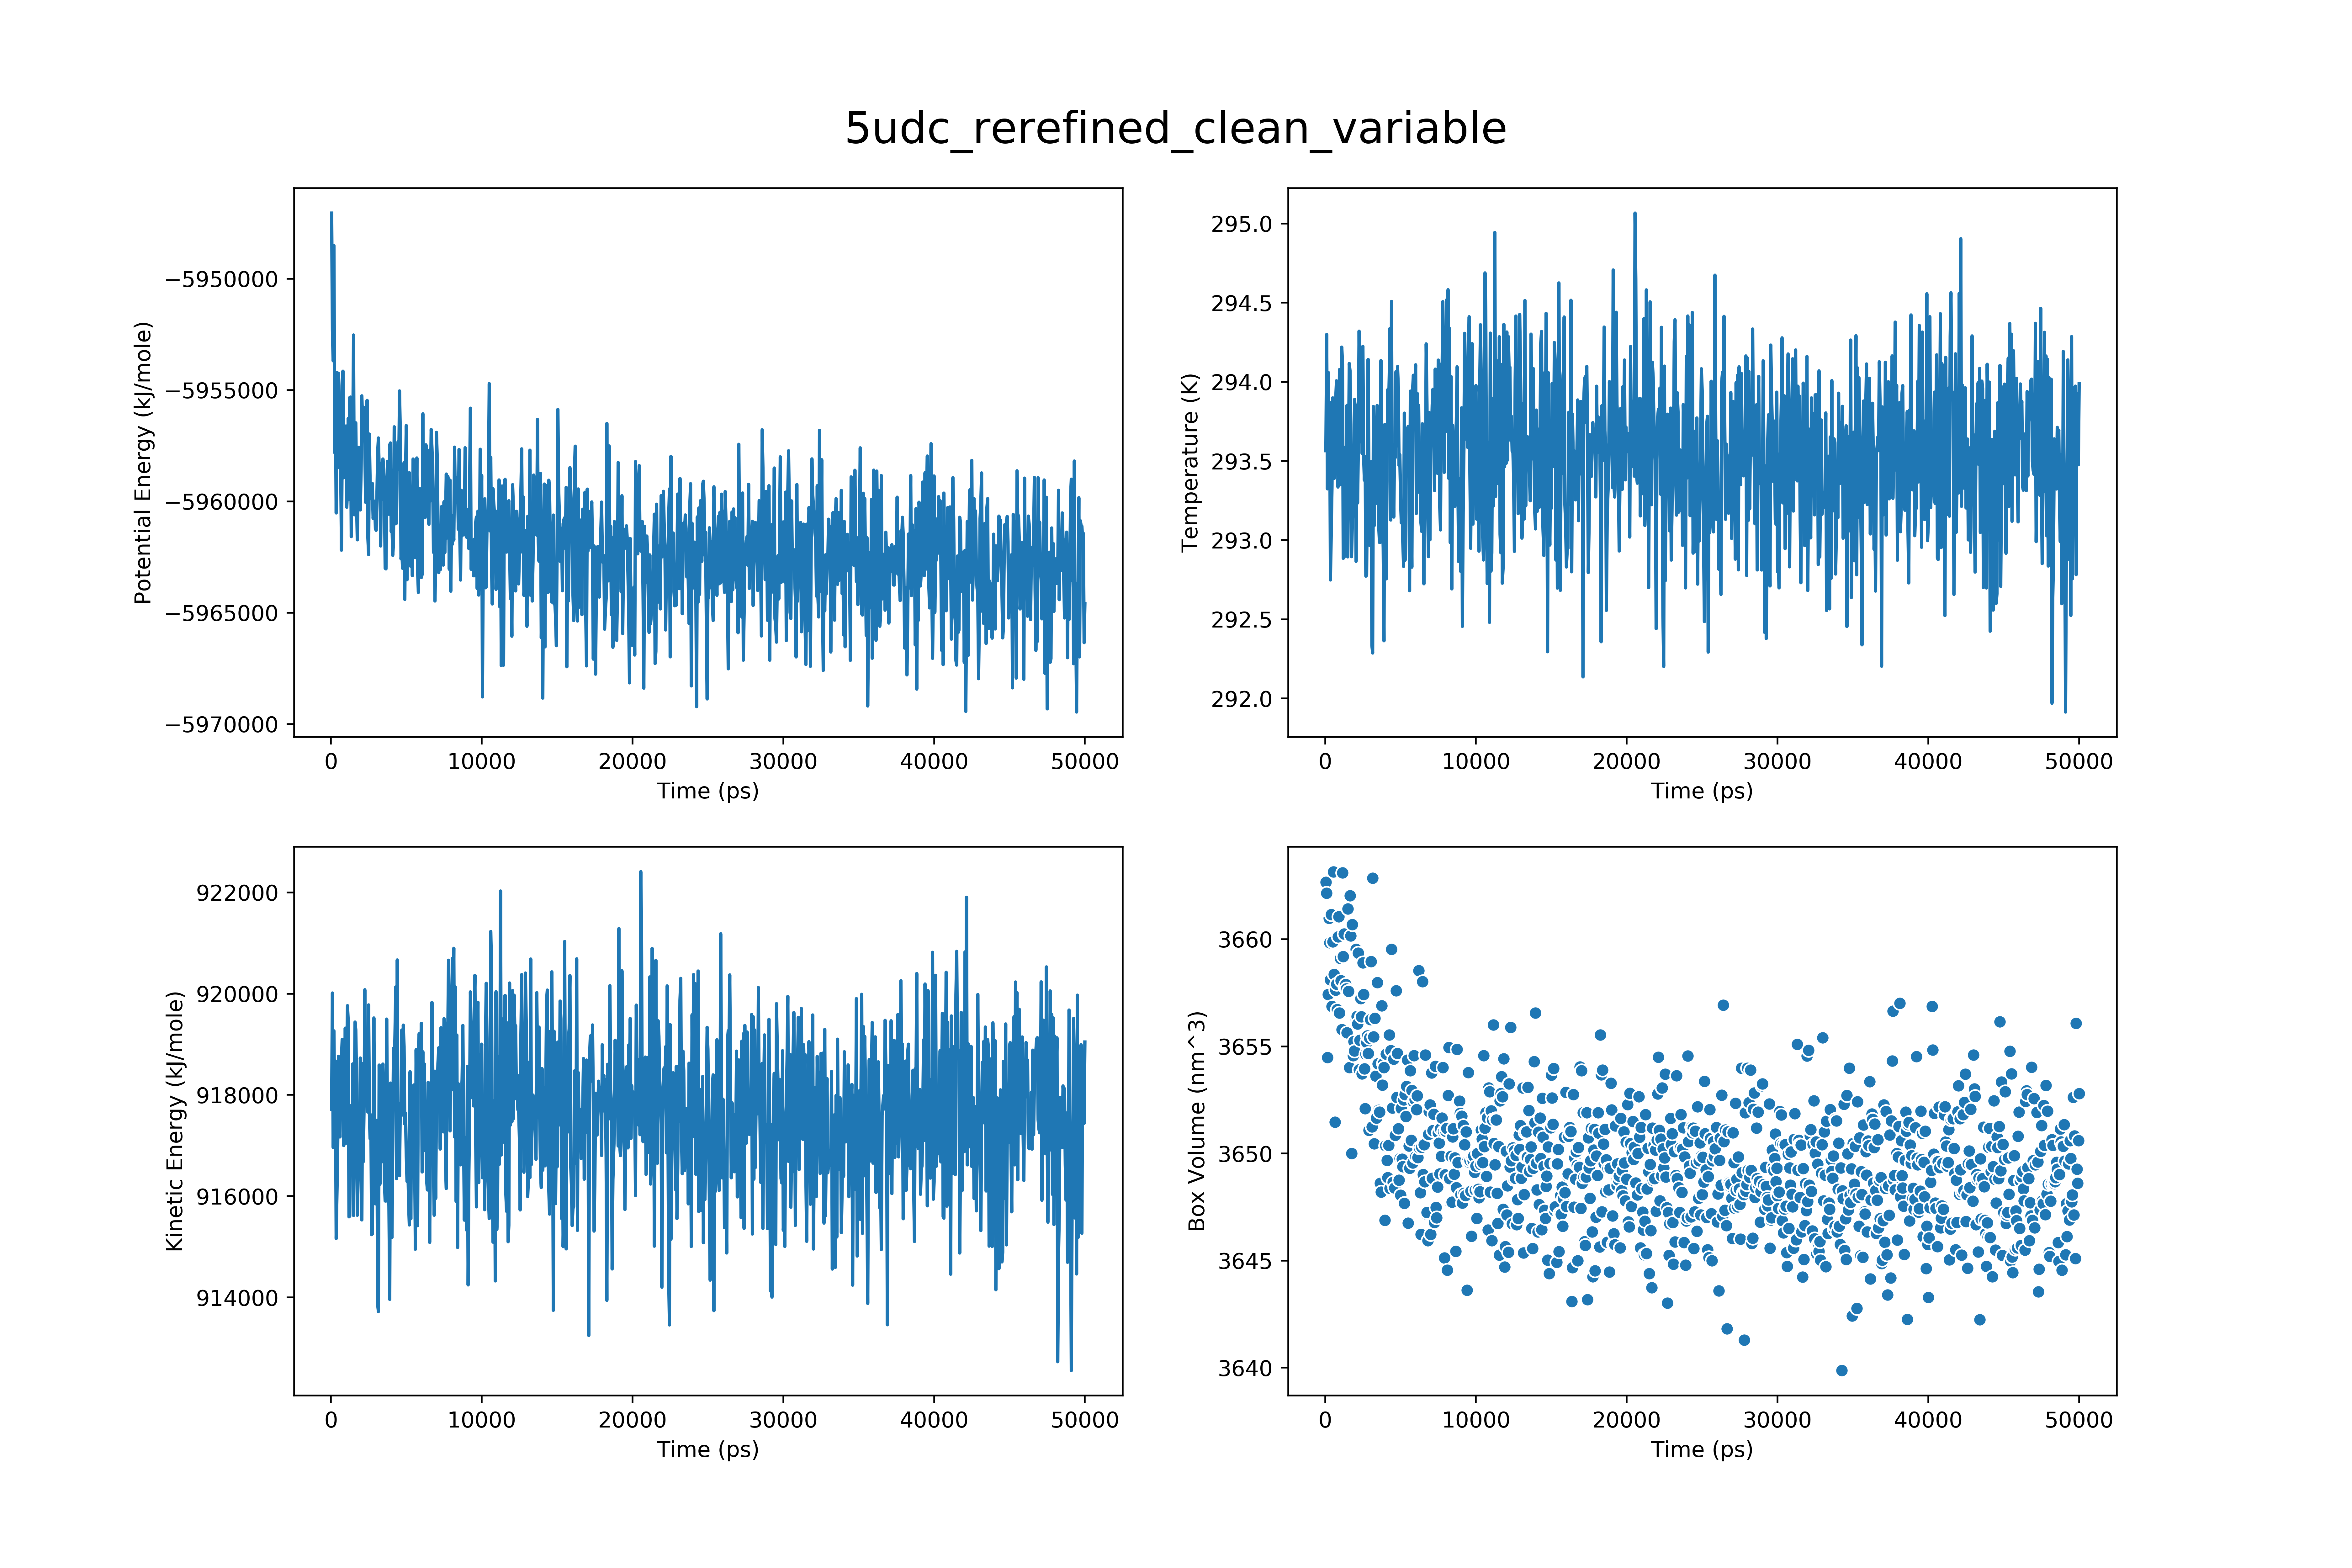 5udc_rerefined_clean_variable
Potential Energy (kJ/mole)
−5950000
−5955000
−5960000
−5965000
−5970000
0 10000 20000 30000 40000 50000
Time (ps)
Temperature (K)
295.0
294.5
294.0
293.5
293.0
292.5
292.0
0 10000 20000 30000 40000 50000
Time (ps)
Kinetic Energy (kJ/mole)
922000
920000
918000
916000
914000
0 10000 20000 30000 40000 50000
Time (ps)
Box Volume (nm^3)
3660
3655
3650
3645
3640
0 10000 20000 30000 40000 50000
Time (ps)